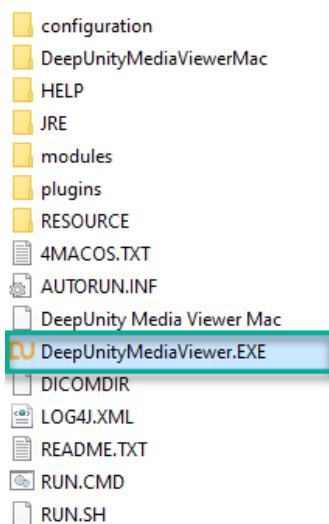 configuration
DeepUnityMediaViewerMac
HELP
JRE
modules
plugins
RESOURCE
4MACOS.TXT
AUTORUN.INF
DeepUnity Media Viewer Mac
DeepUnityMediaViewer.EXE
DICOMDIR
LOG4J.XML
README.TXT
RUN.CMD
RUN.SH